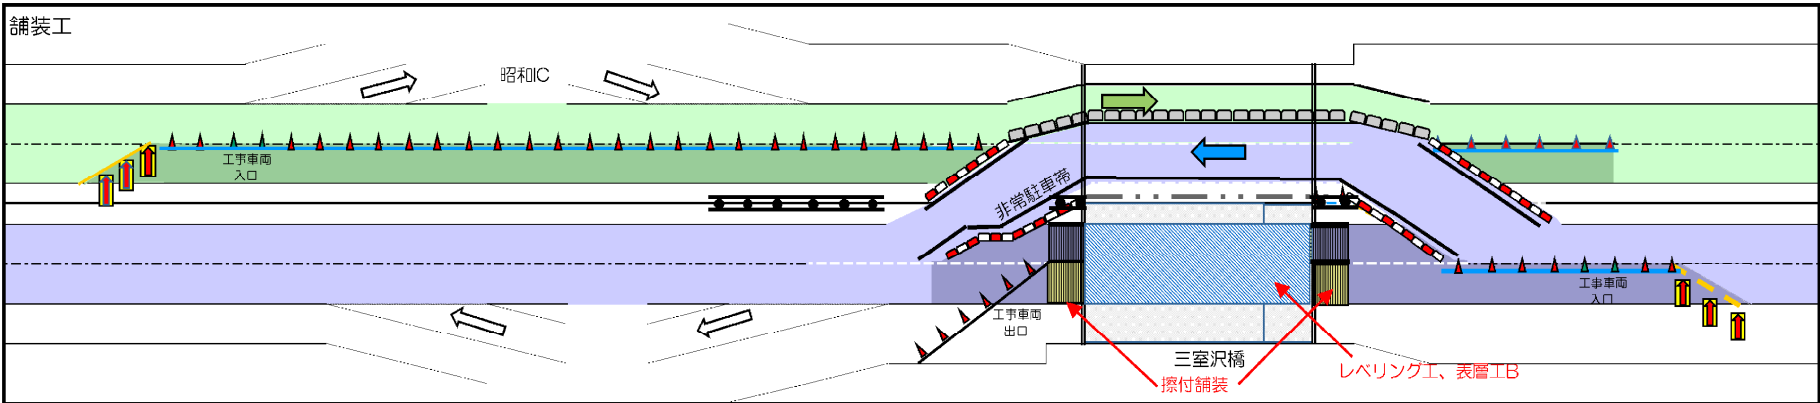 舗装工
昭和IC
工事車両
入口
非常駐車帯
工事車両
入口
工事車両
出口
三室沢橋
レベリング工、表層工B
擦付舗装